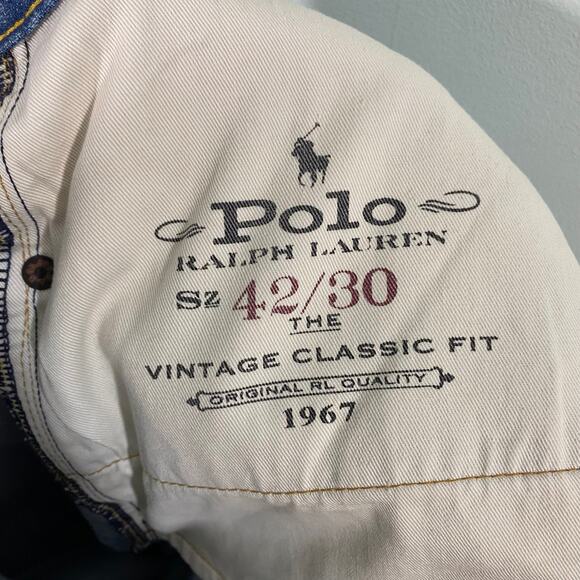 Polo
RALPH LAUREN
Sz 42/30
THE
VINTAGE CLASSIC FIT
ORIGINAL RL QUALITY
1967